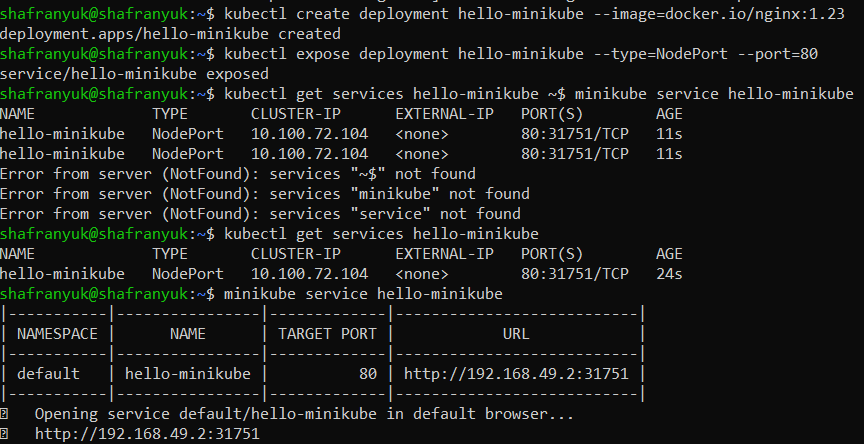 shafranyuk@shafranyuk:~$ kubectl create deployment hello-minikube --image=docker.io/nginx:1.23
deployment.apps/hello-minikube created
shafranyuk@shafranyuk:~$ kubectl expose deployment hello-minikube --type=NodePort --port=80
service/hello-minikube exposed
shafranyuk@shafranyuk:~$ kubectl get services hello-minikube ~$ minikube service hello-minikube
NAME             TYPE       CLUSTER-IP      EXTERNAL-IP   PORT(S)        AGE
hello-minikube   NodePort   10.100.72.104   <none>        80:31751/TCP   11s
hello-minikube   NodePort   10.100.72.104   <none>        80:31751/TCP   11s
Error from server (NotFound): services "~$" not found
Error from server (NotFound): services "minikube" not found
Error from server (NotFound): services "service" not found
shafranyuk@shafranyuk:~$ kubectl get services hello-minikube
NAME             TYPE       CLUSTER-IP      EXTERNAL-IP   PORT(S)        AGE
hello-minikube   NodePort   10.100.72.104   <none>        80:31751/TCP   24s
shafranyuk@shafranyuk:~$ minikube service hello-minikube
|-----------|----------------|-------------|---------------------------|
| NAMESPACE |      NAME      | TARGET PORT |            URL            |
|-----------|----------------|-------------|---------------------------|
| default   | hello-minikube |          80 | http://192.168.49.2:31751 |
|-----------|----------------|-------------|---------------------------|
Opening service default/hello-minikube in default browser...
http://192.168.49.2:31751